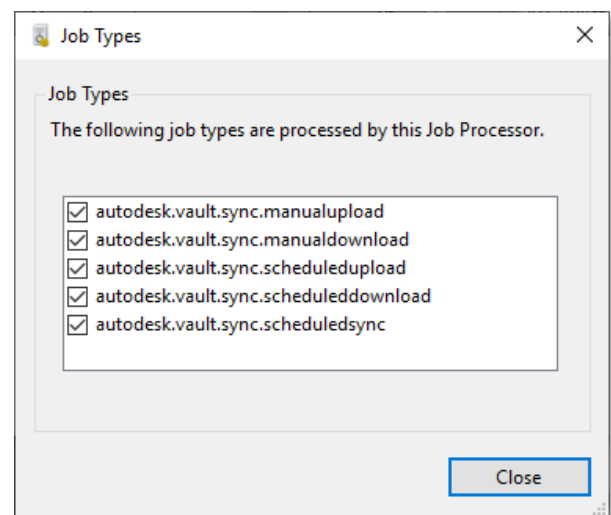 Job Types
Job Types
The following job types are processed by this Job Processor.
autodesk.vault.sync.manualupload
autodesk.vault.sync.manualdownload
autodesk.vault.sync.scheduledupload
autodesk.vault.sync.scheduleddownload
autodesk.vault.sync.scheduledsync
Close